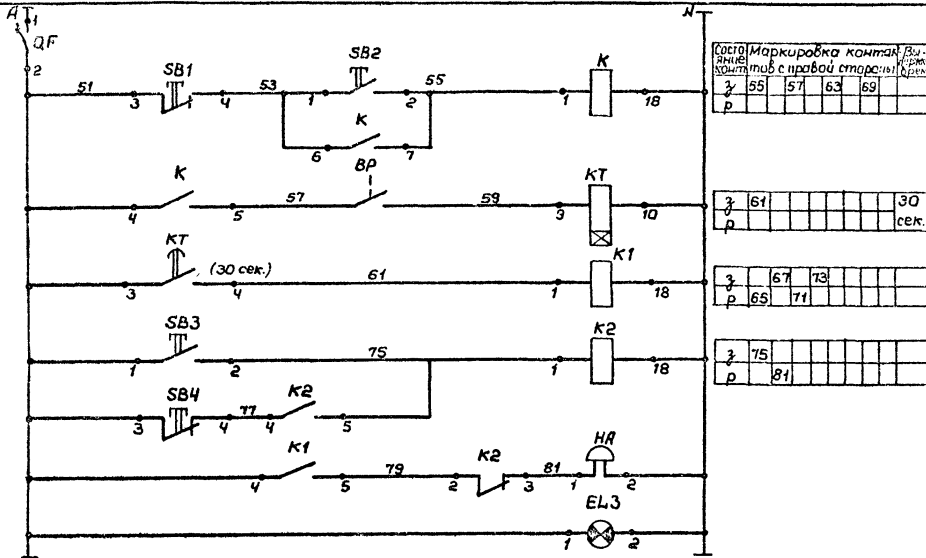 A
N
1
QF
2
51
3
SB1
4
53
1
SB2
2
55
1
K
18
6
K
7
4
K
5
57
BP
59
9
KT
10
3
KT
(30 сек.)
4
61
1
K1
18
1
SB3
2
75
1
K2
18
3
SB4
4
77
4
K2
5
4
K1
5
79
2
K2
3
81
1
HA
2
EL3
1
2
Состояние конт
Маркировка контактов с правой стороны
з 55 57 63 69
р
з 61 30 сек.
р
з 67 73
р 65 71
з 75
р 81